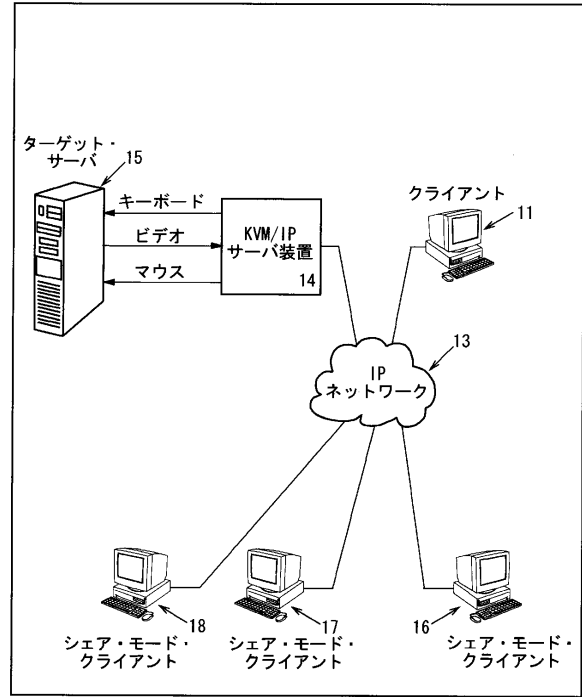 ターゲット・
サーバ
15
キーボード
ビデオ
マウス
KVM/IP
サーバ装置
14
クライアント
11
13
IP
ネットワーク
18
シェア・モード・
クライアント
17
シェア・モード・
クライアント
16
シェア・モード・
クライアント